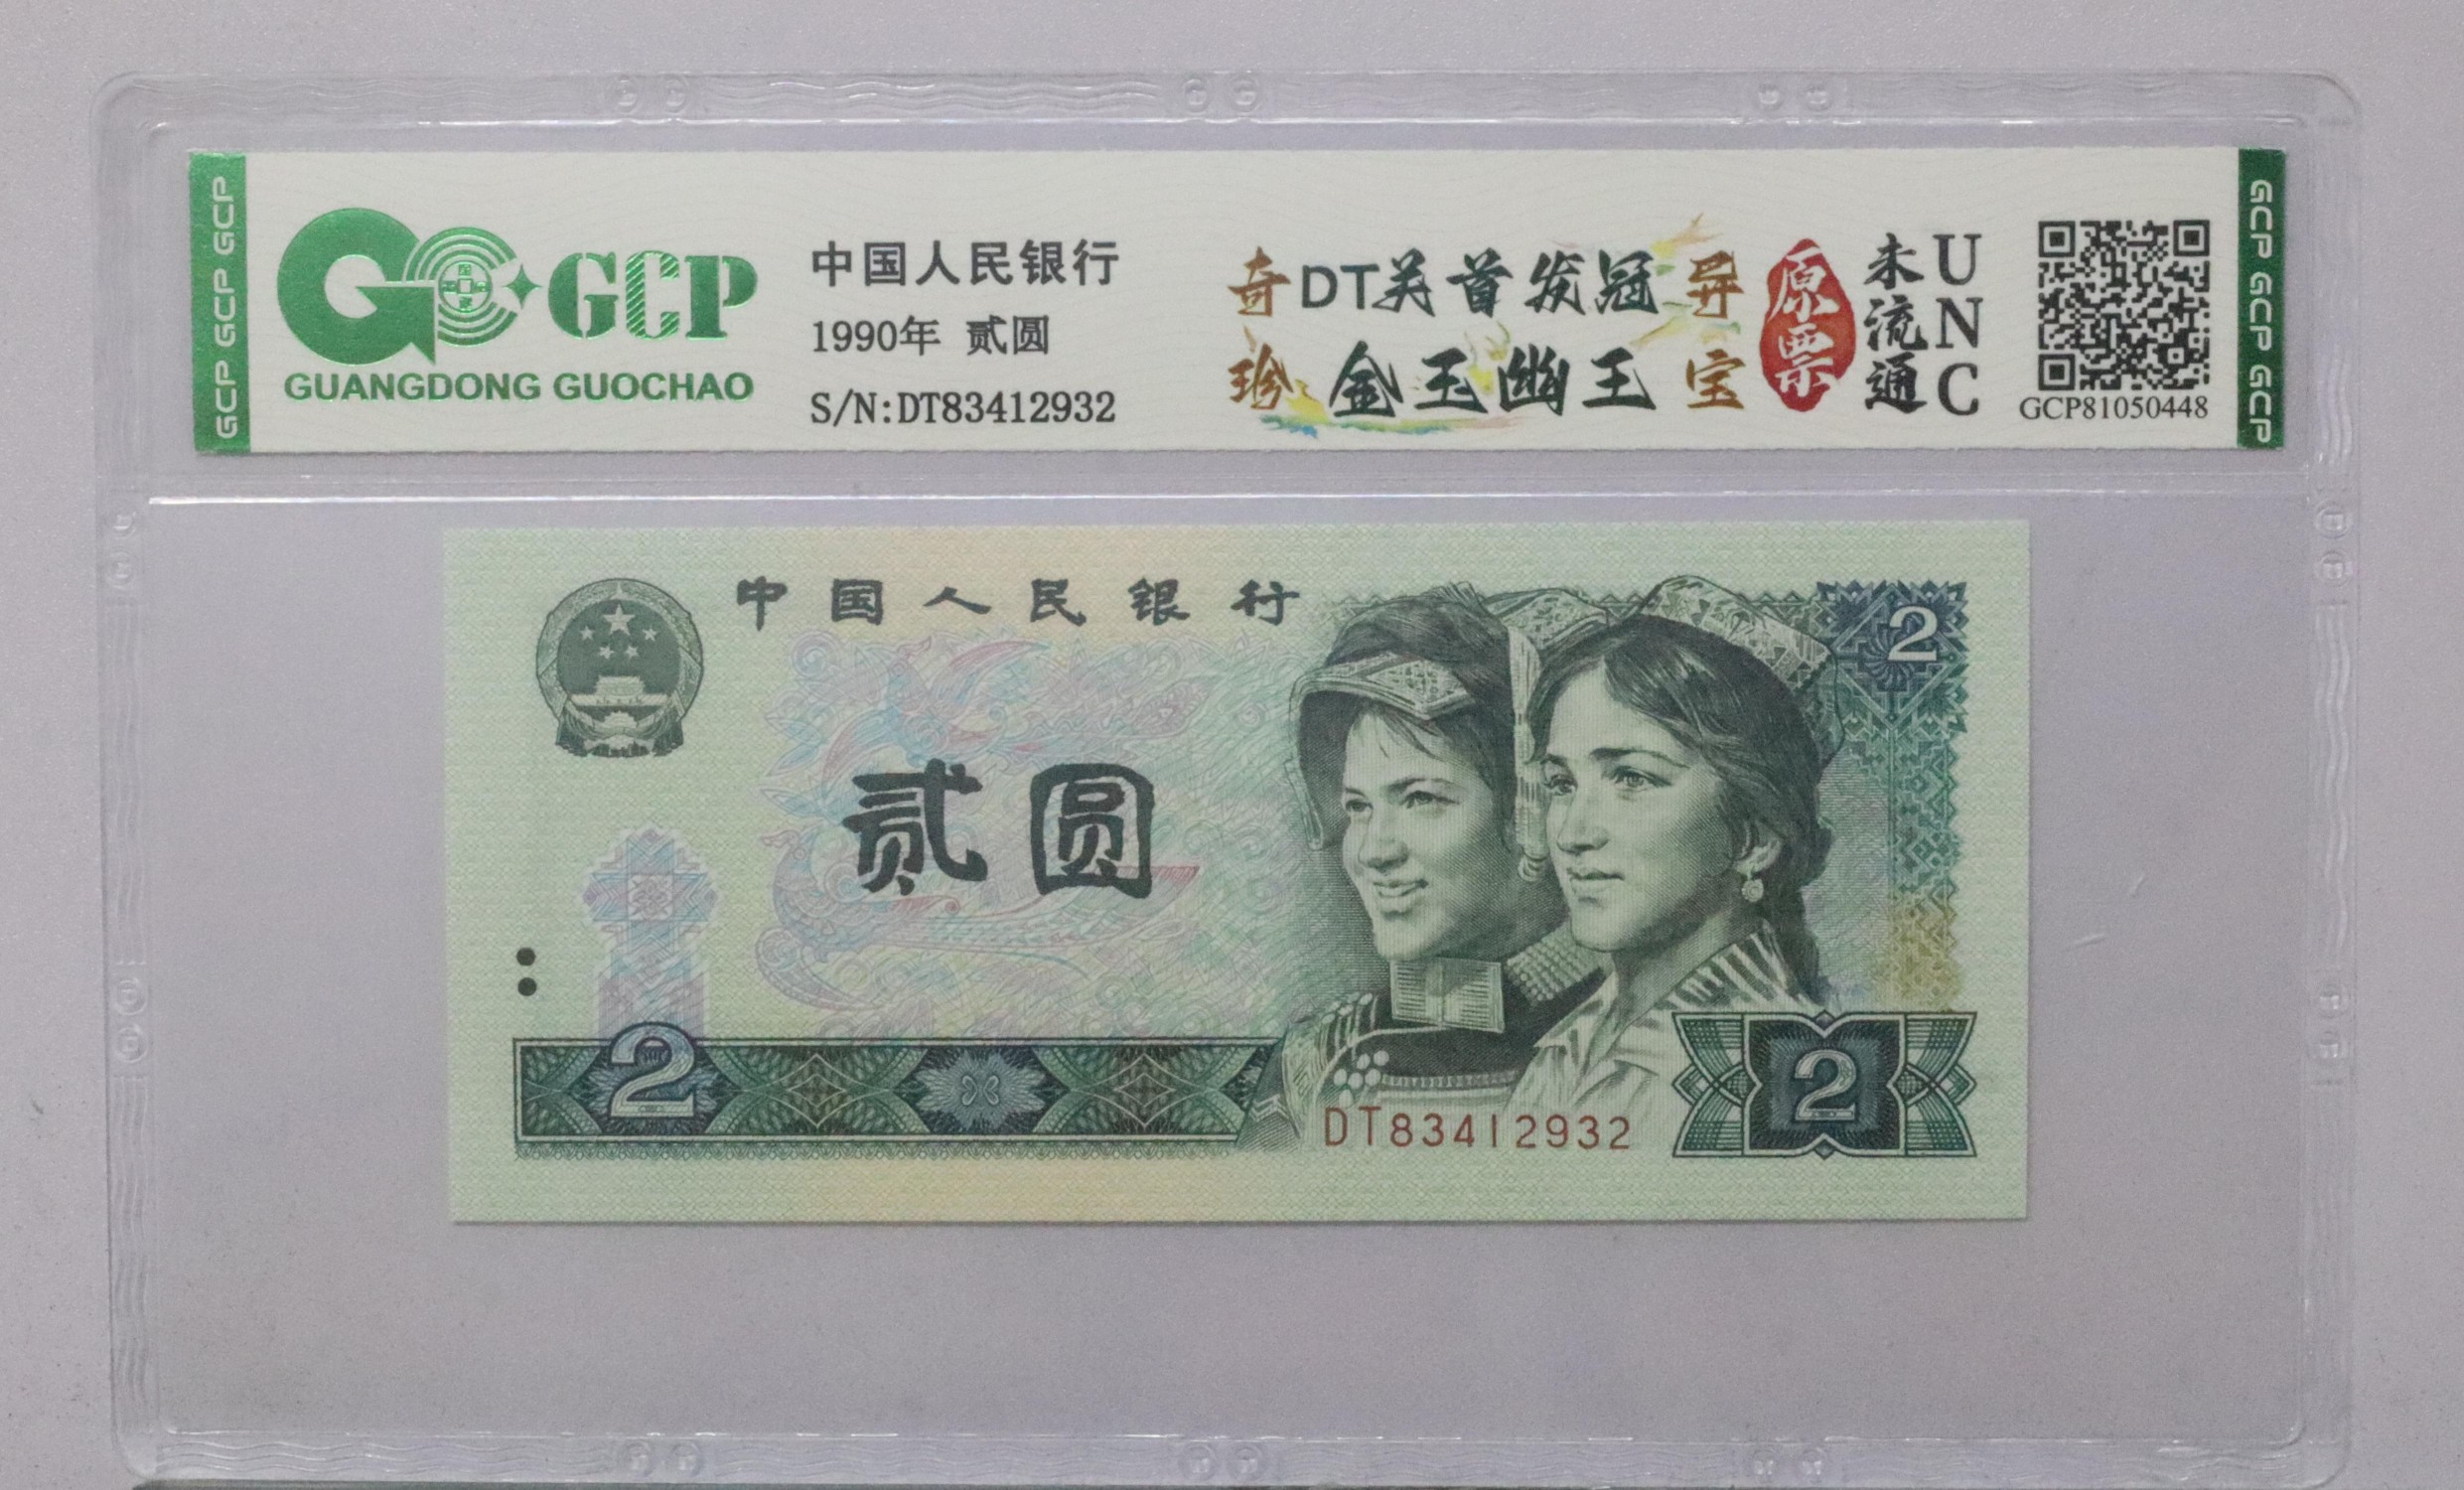 GCP GCP GCP
GCP
GUANGDONG GUOCHAO
中国人民银行
1990年 贰圆
S/N:DT83412932
奇珍
DT关首发冠
金玉幽王
异宝
原票
未流通
UNC
GCP81050448
GCP GCP GCP
中国人民银行
2
贰圆
2
DT83412932
2